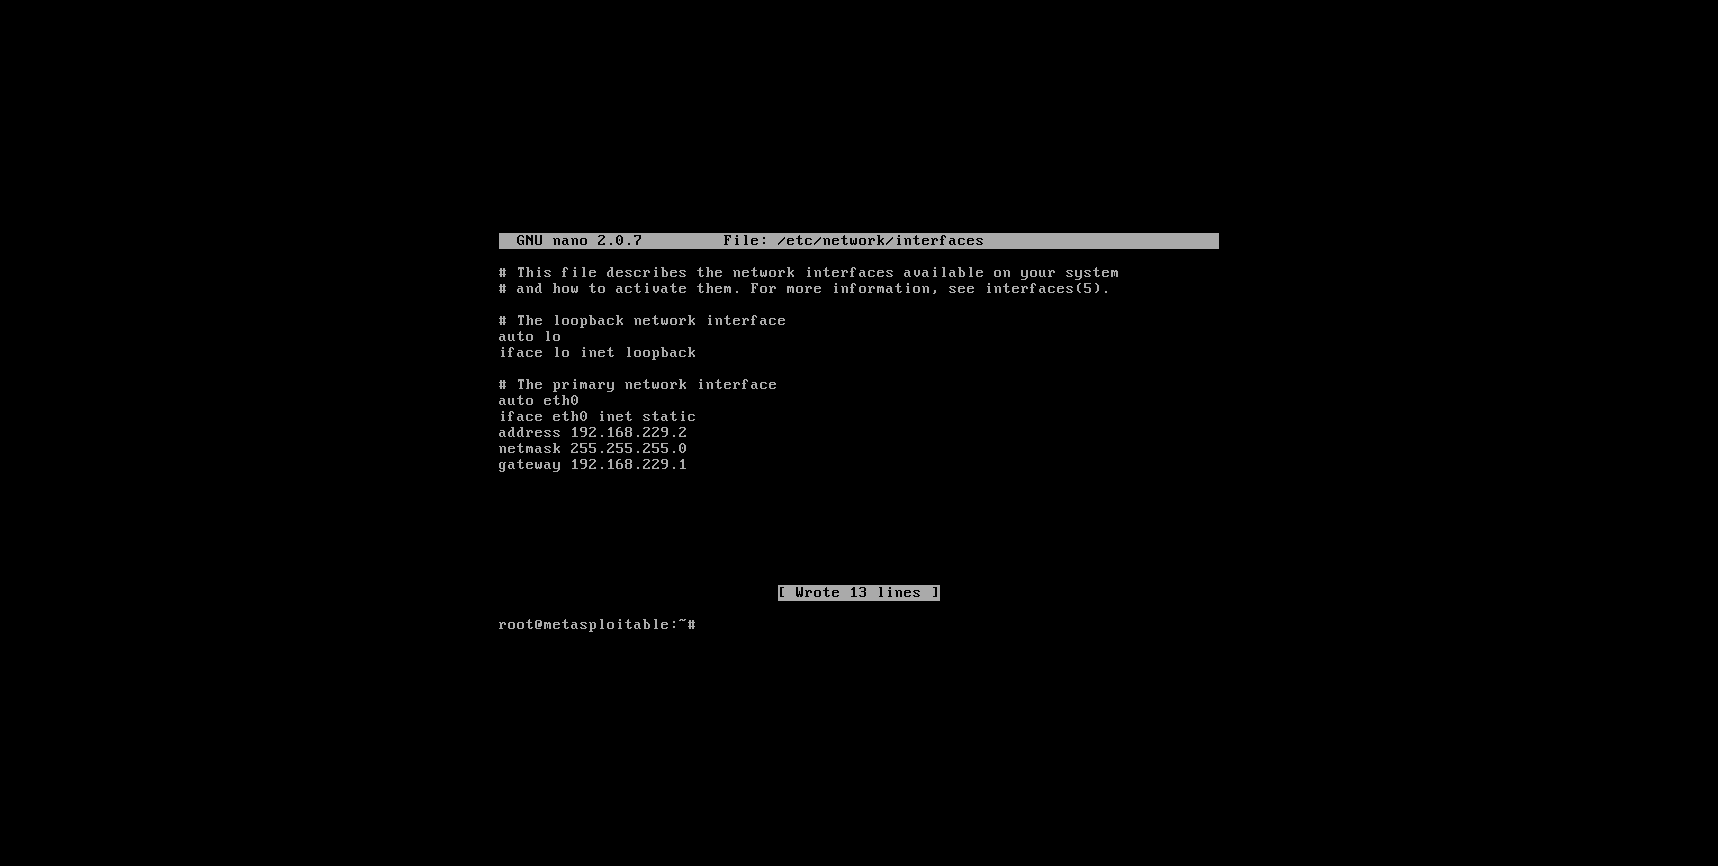 GNU nano 2.0.7 File: /etc/network/interfaces
# This file describes the network interfaces available on your system
# and how to activate them. For more information, see interfaces(5).
# The loopback network interface
auto lo
iface lo inet loopback
# The primary network interface
auto eth0
iface eth0 inet static
address 192.168.229.2
netmask 255.255.255.0
gateway 192.168.229.1
[ Wrote 13 lines ]
root@metasploitable:~#